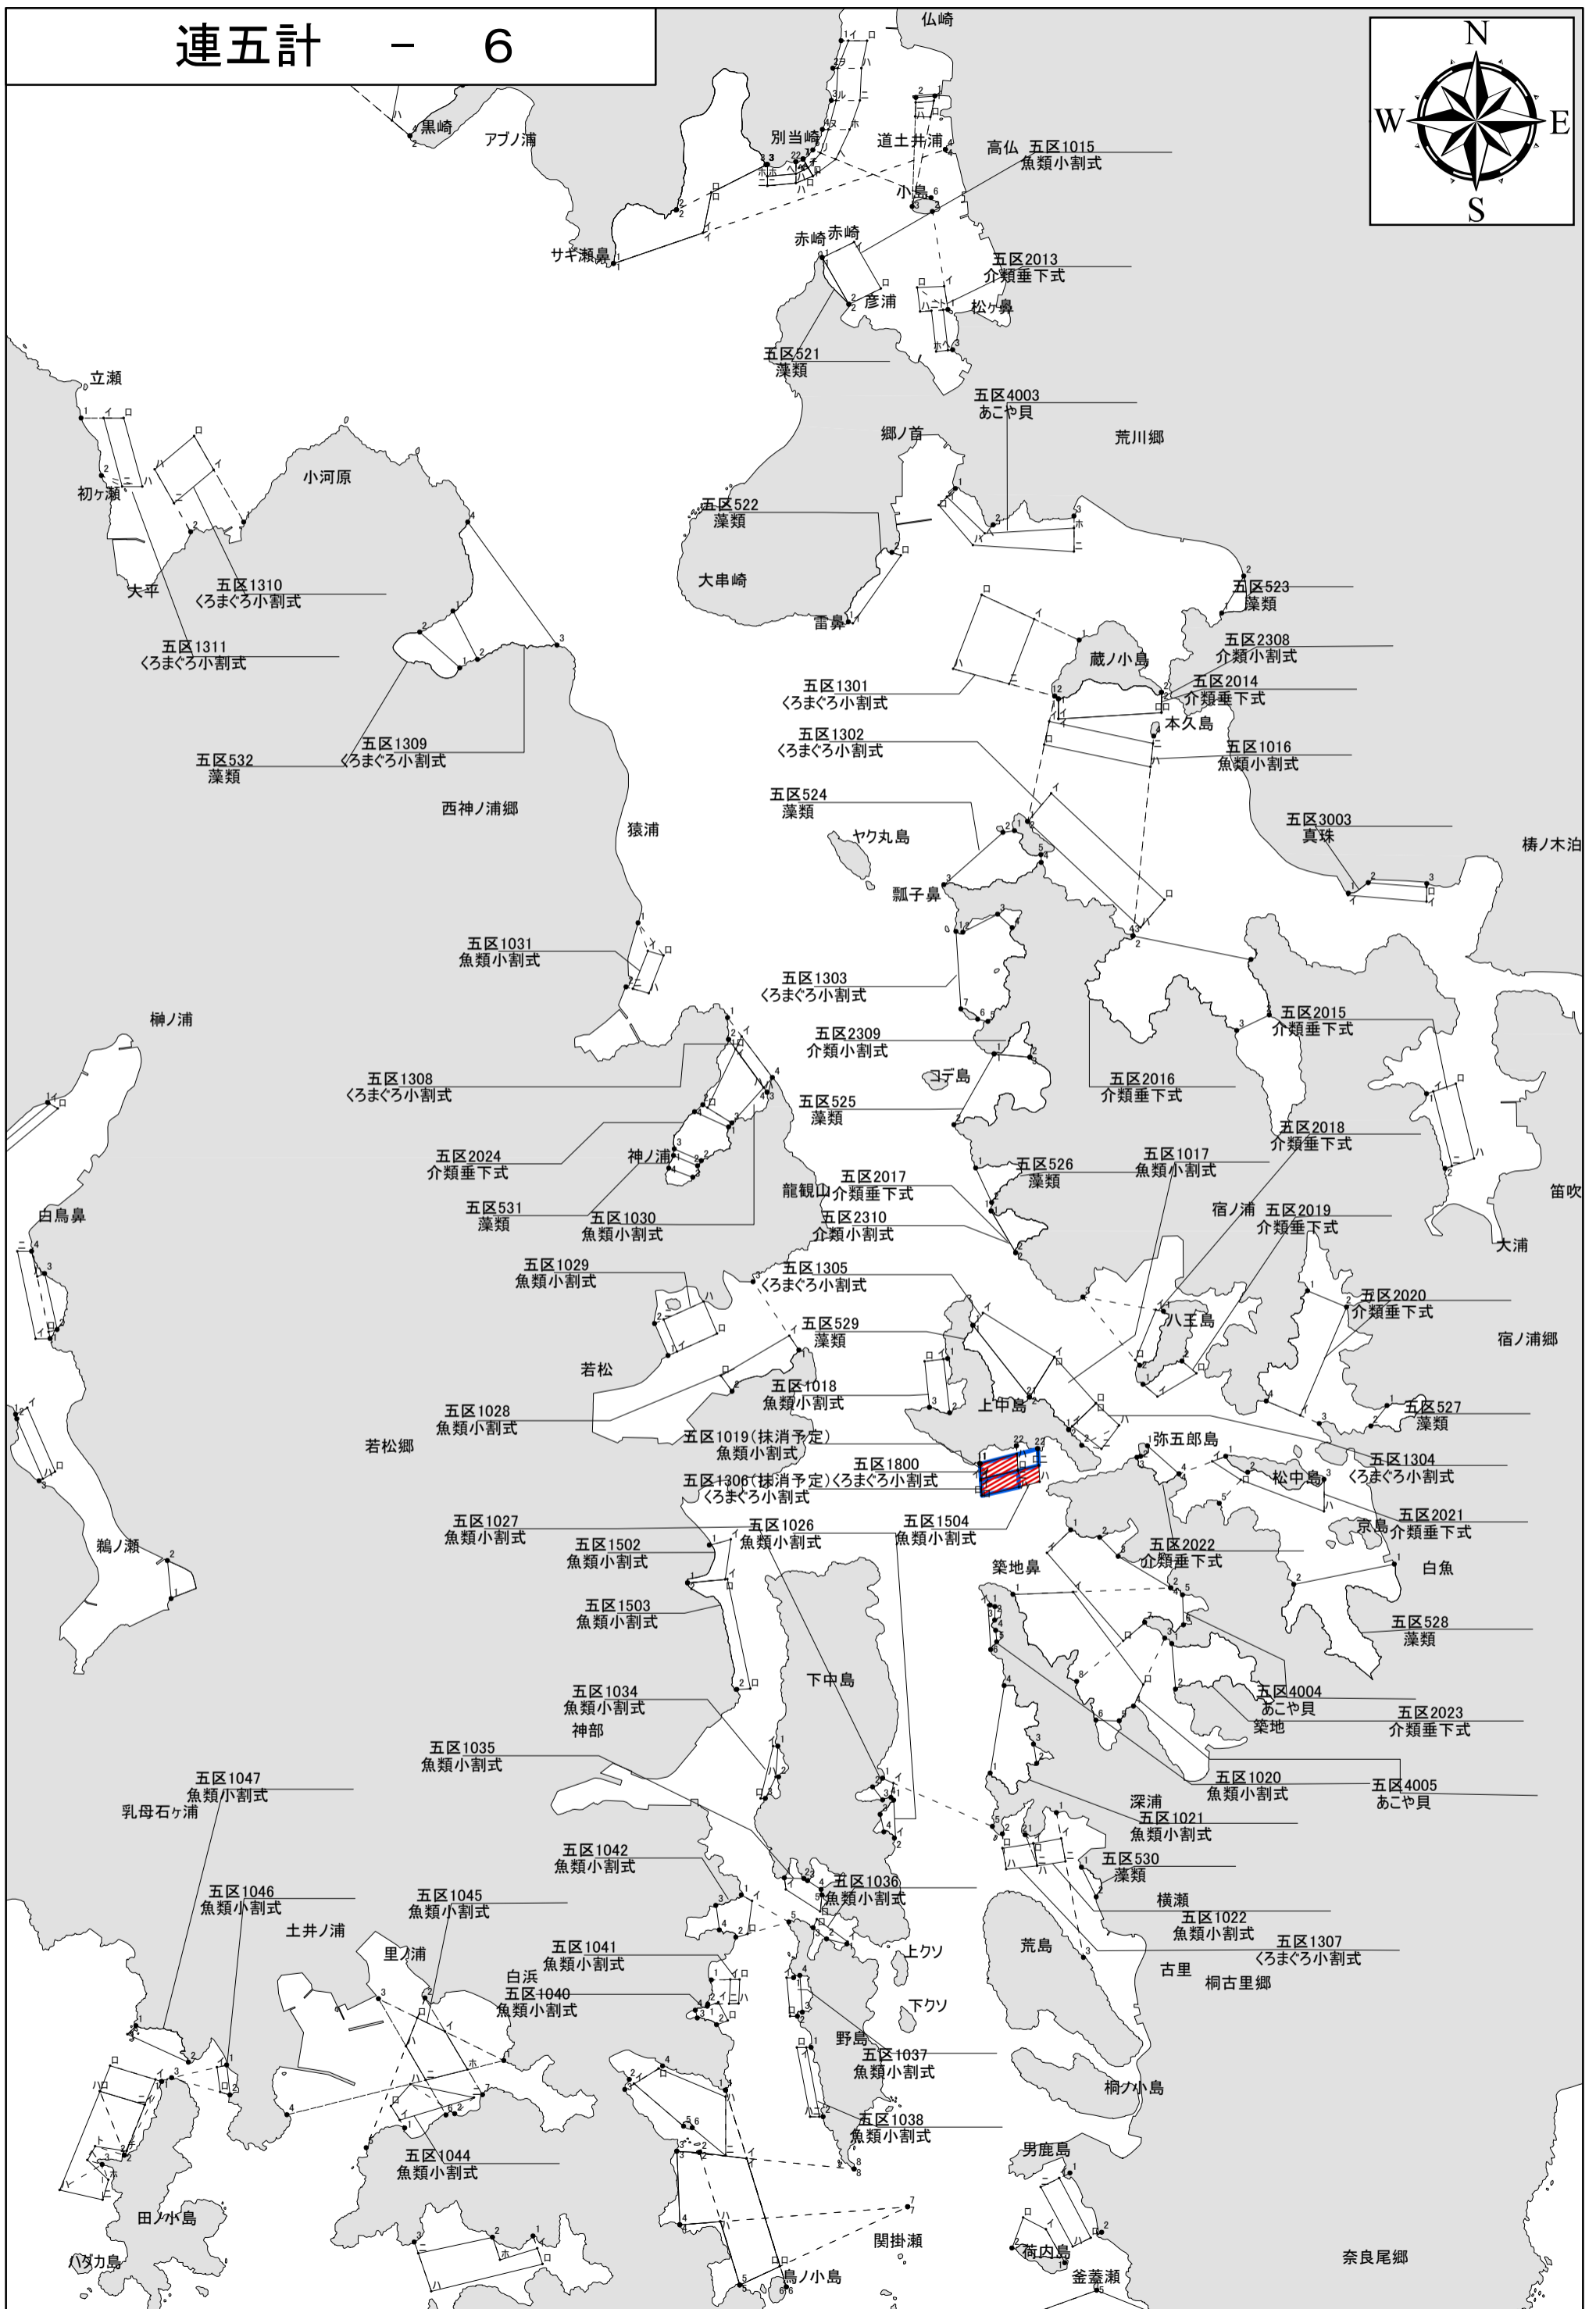 連五計 － 6
N
W E
S
仏崎
黒崎
アブノ浦
別当崎
道土井浦
高仏
五区1015
魚類小割式
小島
サギ瀬鼻
赤崎 赤崎
彦浦
五区2013
介類垂下式
松ヶ鼻
五区521
藻類
立瀬
五区4003
あこや貝
郷ノ首
荒川郷
小河原
初ヶ瀬
五区522
藻類
大平
五区1310
くろまぐろ小割式
大串崎
雷鼻
五区523
藻類
五区1311
くろまぐろ小割式
蔵ノ小島
五区2308
介類小割式
五区1301
くろまぐろ小割式
五区2014
介類垂下式
本久島
五区532
藻類
五区1309
くろまぐろ小割式
五区1302
くろまぐろ小割式
五区1016
魚類小割式
西神ノ浦郷
猿浦
五区524
藻類
ヤク丸島
五区3003
真珠
梼ノ木泊
瓢子鼻
五区1031
魚類小割式
五区1303
くろまぐろ小割式
榊ノ浦
五区2309
介類小割式
五区2015
介類垂下式
五区1308
くろまぐろ小割式
コデ島
五区2016
介類垂下式
五区525
藻類
五区2018
介類垂下式
五区2024
介類垂下式
神ノ浦
五区1017
魚類小割式
五区526
藻類
龍観山
五区2017
介類垂下式
笛吹
白鳥鼻
五区531
藻類
五区1030
魚類小割式
五区2310
介類小割式
宿ノ浦
五区2019
介類垂下式
大浦
五区1029
魚類小割式
五区1305
くろまぐろ小割式
五区2020
介類垂下式
八王島
五区529
藻類
宿ノ浦郷
若松
五区1018
魚類小割式
上中島
五区527
藻類
五区1028
魚類小割式
若松郷
五区1019(抹消予定)
魚類小割式
弥五郎島
五区1304
くろまぐろ小割式
五区1800
くろまぐろ小割式
五区1306(抹消予定)
くろまぐろ小割式
松中島
五区2021
介類垂下式
京島
五区1027
魚類小割式
五区1026
魚類小割式
五区1504
魚類小割式
鵜ノ瀬
五区1502
魚類小割式
五区2022
介類垂下式
築地鼻
白魚
五区1503
魚類小割式
五区528
藻類
下中島
五区1034
魚類小割式
神部
五区4004
あこや貝
築地
五区2023
介類垂下式
五区1035
魚類小割式
五区1047
魚類小割式
乳母石ヶ浦
五区1020
魚類小割式
五区4005
あこや貝
深浦
五区1021
魚類小割式
五区1042
魚類小割式
五区530
藻類
五区1036
魚類小割式
五区1046
魚類小割式
五区1045
魚類小割式
横瀬
五区1022
魚類小割式
土井ノ浦
里ノ浦
荒島
五区1307
くろまぐろ小割式
上クソ
五区1041
魚類小割式
古里
桐古里郷
白浜
五区1040
魚類小割式
下クソ
野島
五区1037
魚類小割式
桐ノ小島
五区1038
魚類小割式
五区1044
魚類小割式
男鹿島
田ノ小島
ハダカ島
関掛瀬
荷内島
奈良尾郷
鳥ノ小島
釜蓋瀬